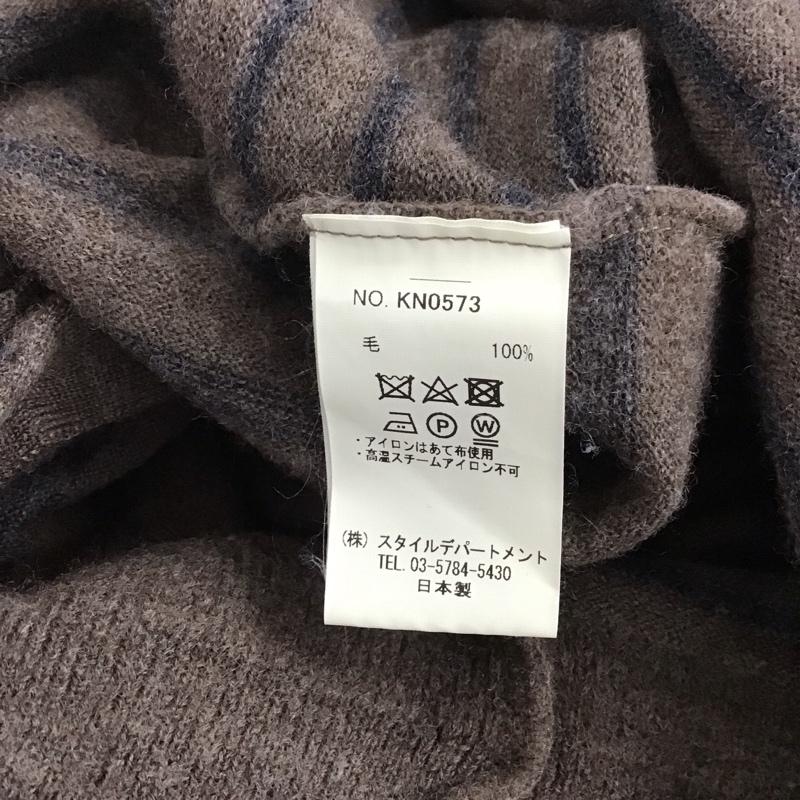 NO. KN0573
毛 100%
P W
・アイロンはあて布使用
・高温スチームアイロン不可
(株) スタイルデパートメント
TEL. 03-5784-5430
日本製